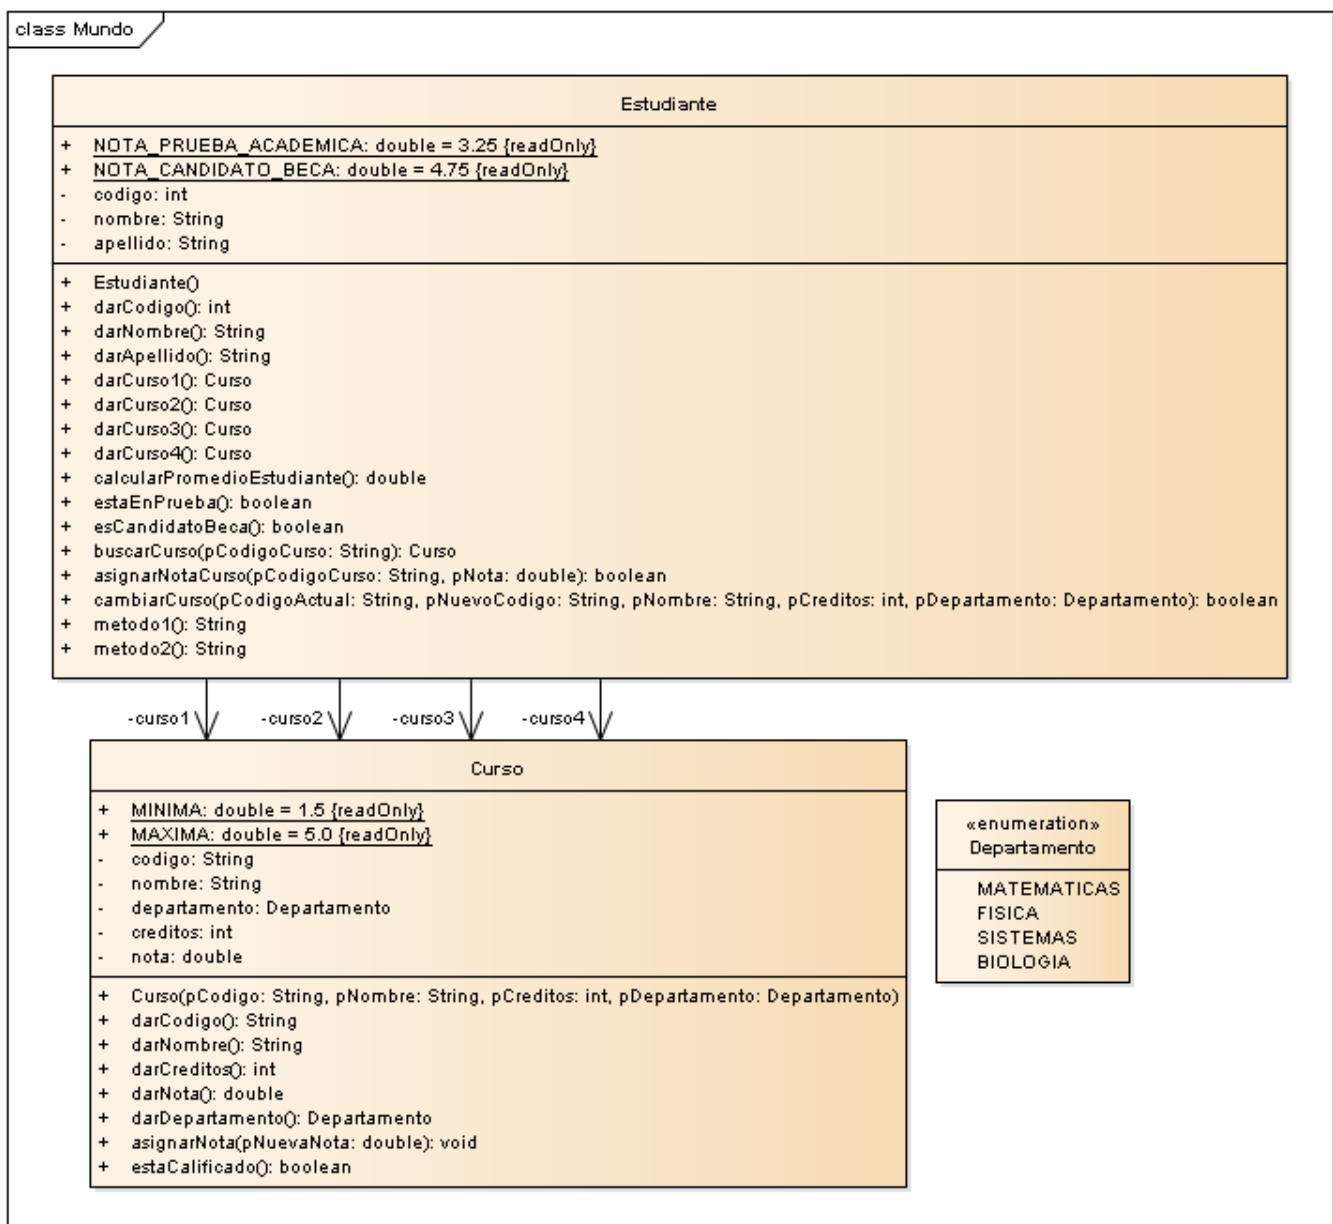 class Mundo
Estudiante
+ NOTA_PRUEBA_ACADEMICA: double = 3.25 {readOnly}
+ NOTA_CANDIDATO_BECA: double = 4.75 {readOnly}
- codigo: int
- nombre: String
- apellido: String
+ Estudiante()
+ darCodigo(): int
+ darNombre(): String
+ darApellido(): String
+ darCurso1(): Curso
+ darCurso2(): Curso
+ darCurso3(): Curso
+ darCurso4(): Curso
+ calcularPromedioEstudiante(): double
+ estaEnPrueba(): boolean
+ esCandidatoBeca(): boolean
+ buscarCurso(pCodigoCurso: String): Curso
+ asignarNotaCurso(pCodigoCurso: String, pNota: double): boolean
+ cambiarCurso(pCodigoActual: String, pNuevoCodigo: String, pNombre: String, pCreditos: int, pDepartamento: Departamento): boolean
+ metodo1(): String
+ metodo2(): String
-curso1 -curso2 -curso3 -curso4
Curso
+ MINIMA: double = 1.5 {readOnly}
+ MAXIMA: double = 5.0 {readOnly}
- codigo: String
- nombre: String
- departamento: Departamento
- creditos: int
- nota: double
+ Curso(pCodigo: String, pNombre: String, pCreditos: int, pDepartamento: Departamento)
+ darCodigo(): String
+ darNombre(): String
+ darCreditos(): int
+ darNota(): double
+ darDepartamento(): Departamento
+ asignarNota(pNuevaNota: double): void
+ estaCalificado(): boolean
«enumeration»
Departamento
MATEMATICAS
FISICA
SISTEMAS
BIOLOGIA